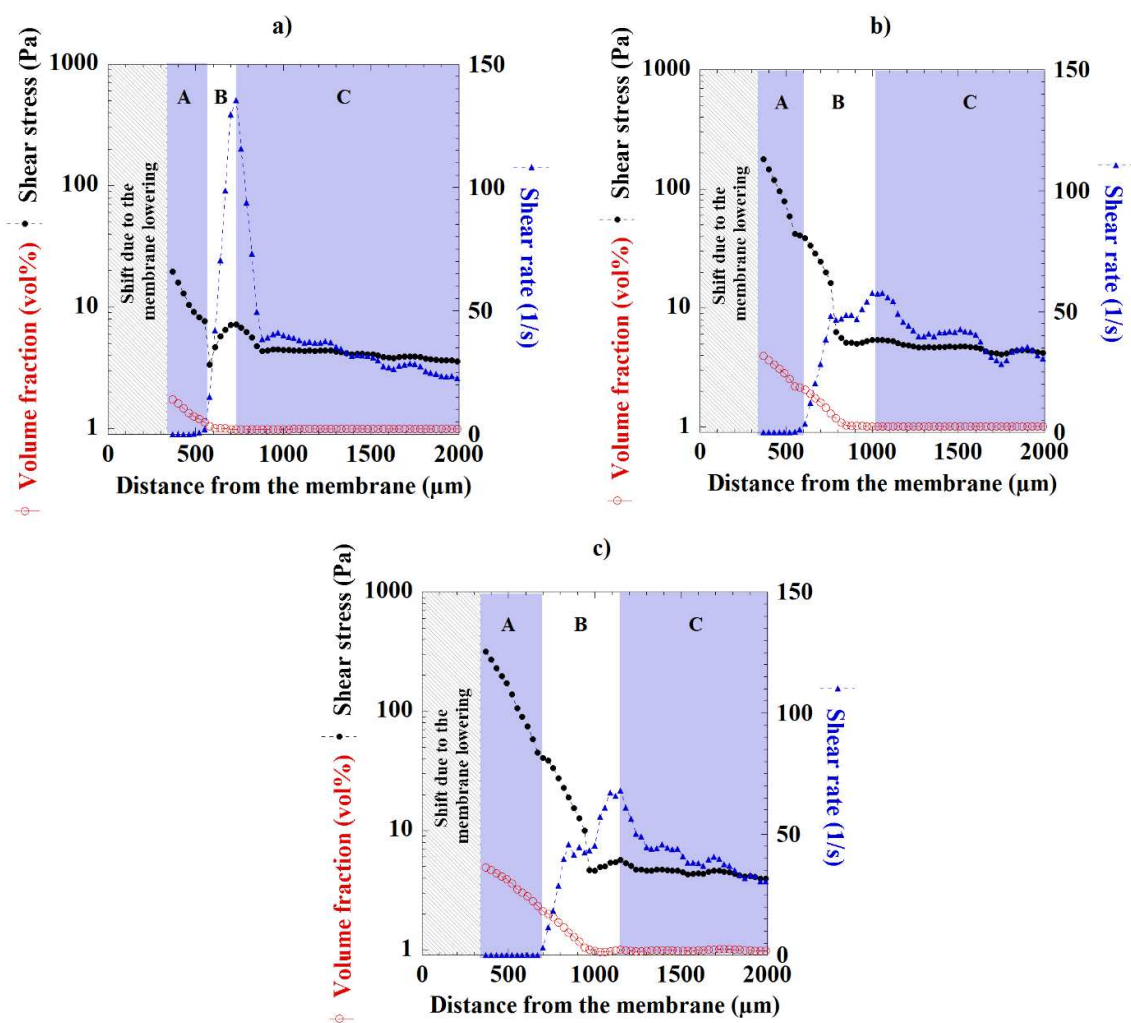 a)
Volume fraction (vol%) Shear stress (Pa)
1000
100
10
1
A
B
C
Shift due to the
membrane lowering
150
100
50
0
Shear rate (1/s)
0 500 1000 1500 2000
Distance from the membrane (µm)
b)
Volume fraction (vol%) Shear stress (Pa)
1000
100
10
1
A
B
C
Shift due to the
membrane lowering
150
100
50
0
Shear rate (1/s)
0 500 1000 1500 2000
Distance from the membrane (µm)
c)
Volume fraction (vol%) Shear stress (Pa)
1000
100
10
1
A
B
C
Shift due to the
membrane lowering
150
100
50
0
Shear rate (1/s)
0 500 1000 1500 2000
Distance from the membrane (µm)